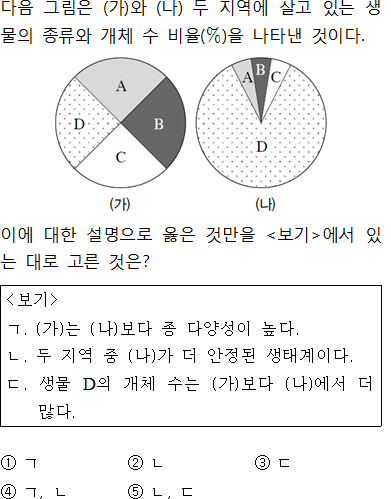 다음 그림은 (가)와 (나) 두 지역에 살고 있는 생
물의 종류와 개체 수 비율(%)을 나타낸 것이다.
A
B
C
D
A
B
C
D
(가)
(나)
이에 대한 설명으로 옳은 것만을 <보기>에서 있
는 대로 고른 것은?
<보기>
ㄱ. (가)는 (나)보다 종 다양성이 높다.
ㄴ. 두 지역 중 (나)가 더 안정된 생태계이다.
ㄷ. 생물 D의 개체 수는 (가)보다 (나)에서 더
많다.
① ㄱ ② ㄴ ③ ㄷ
④ ㄱ, ㄴ ⑤ ㄴ, ㄷ